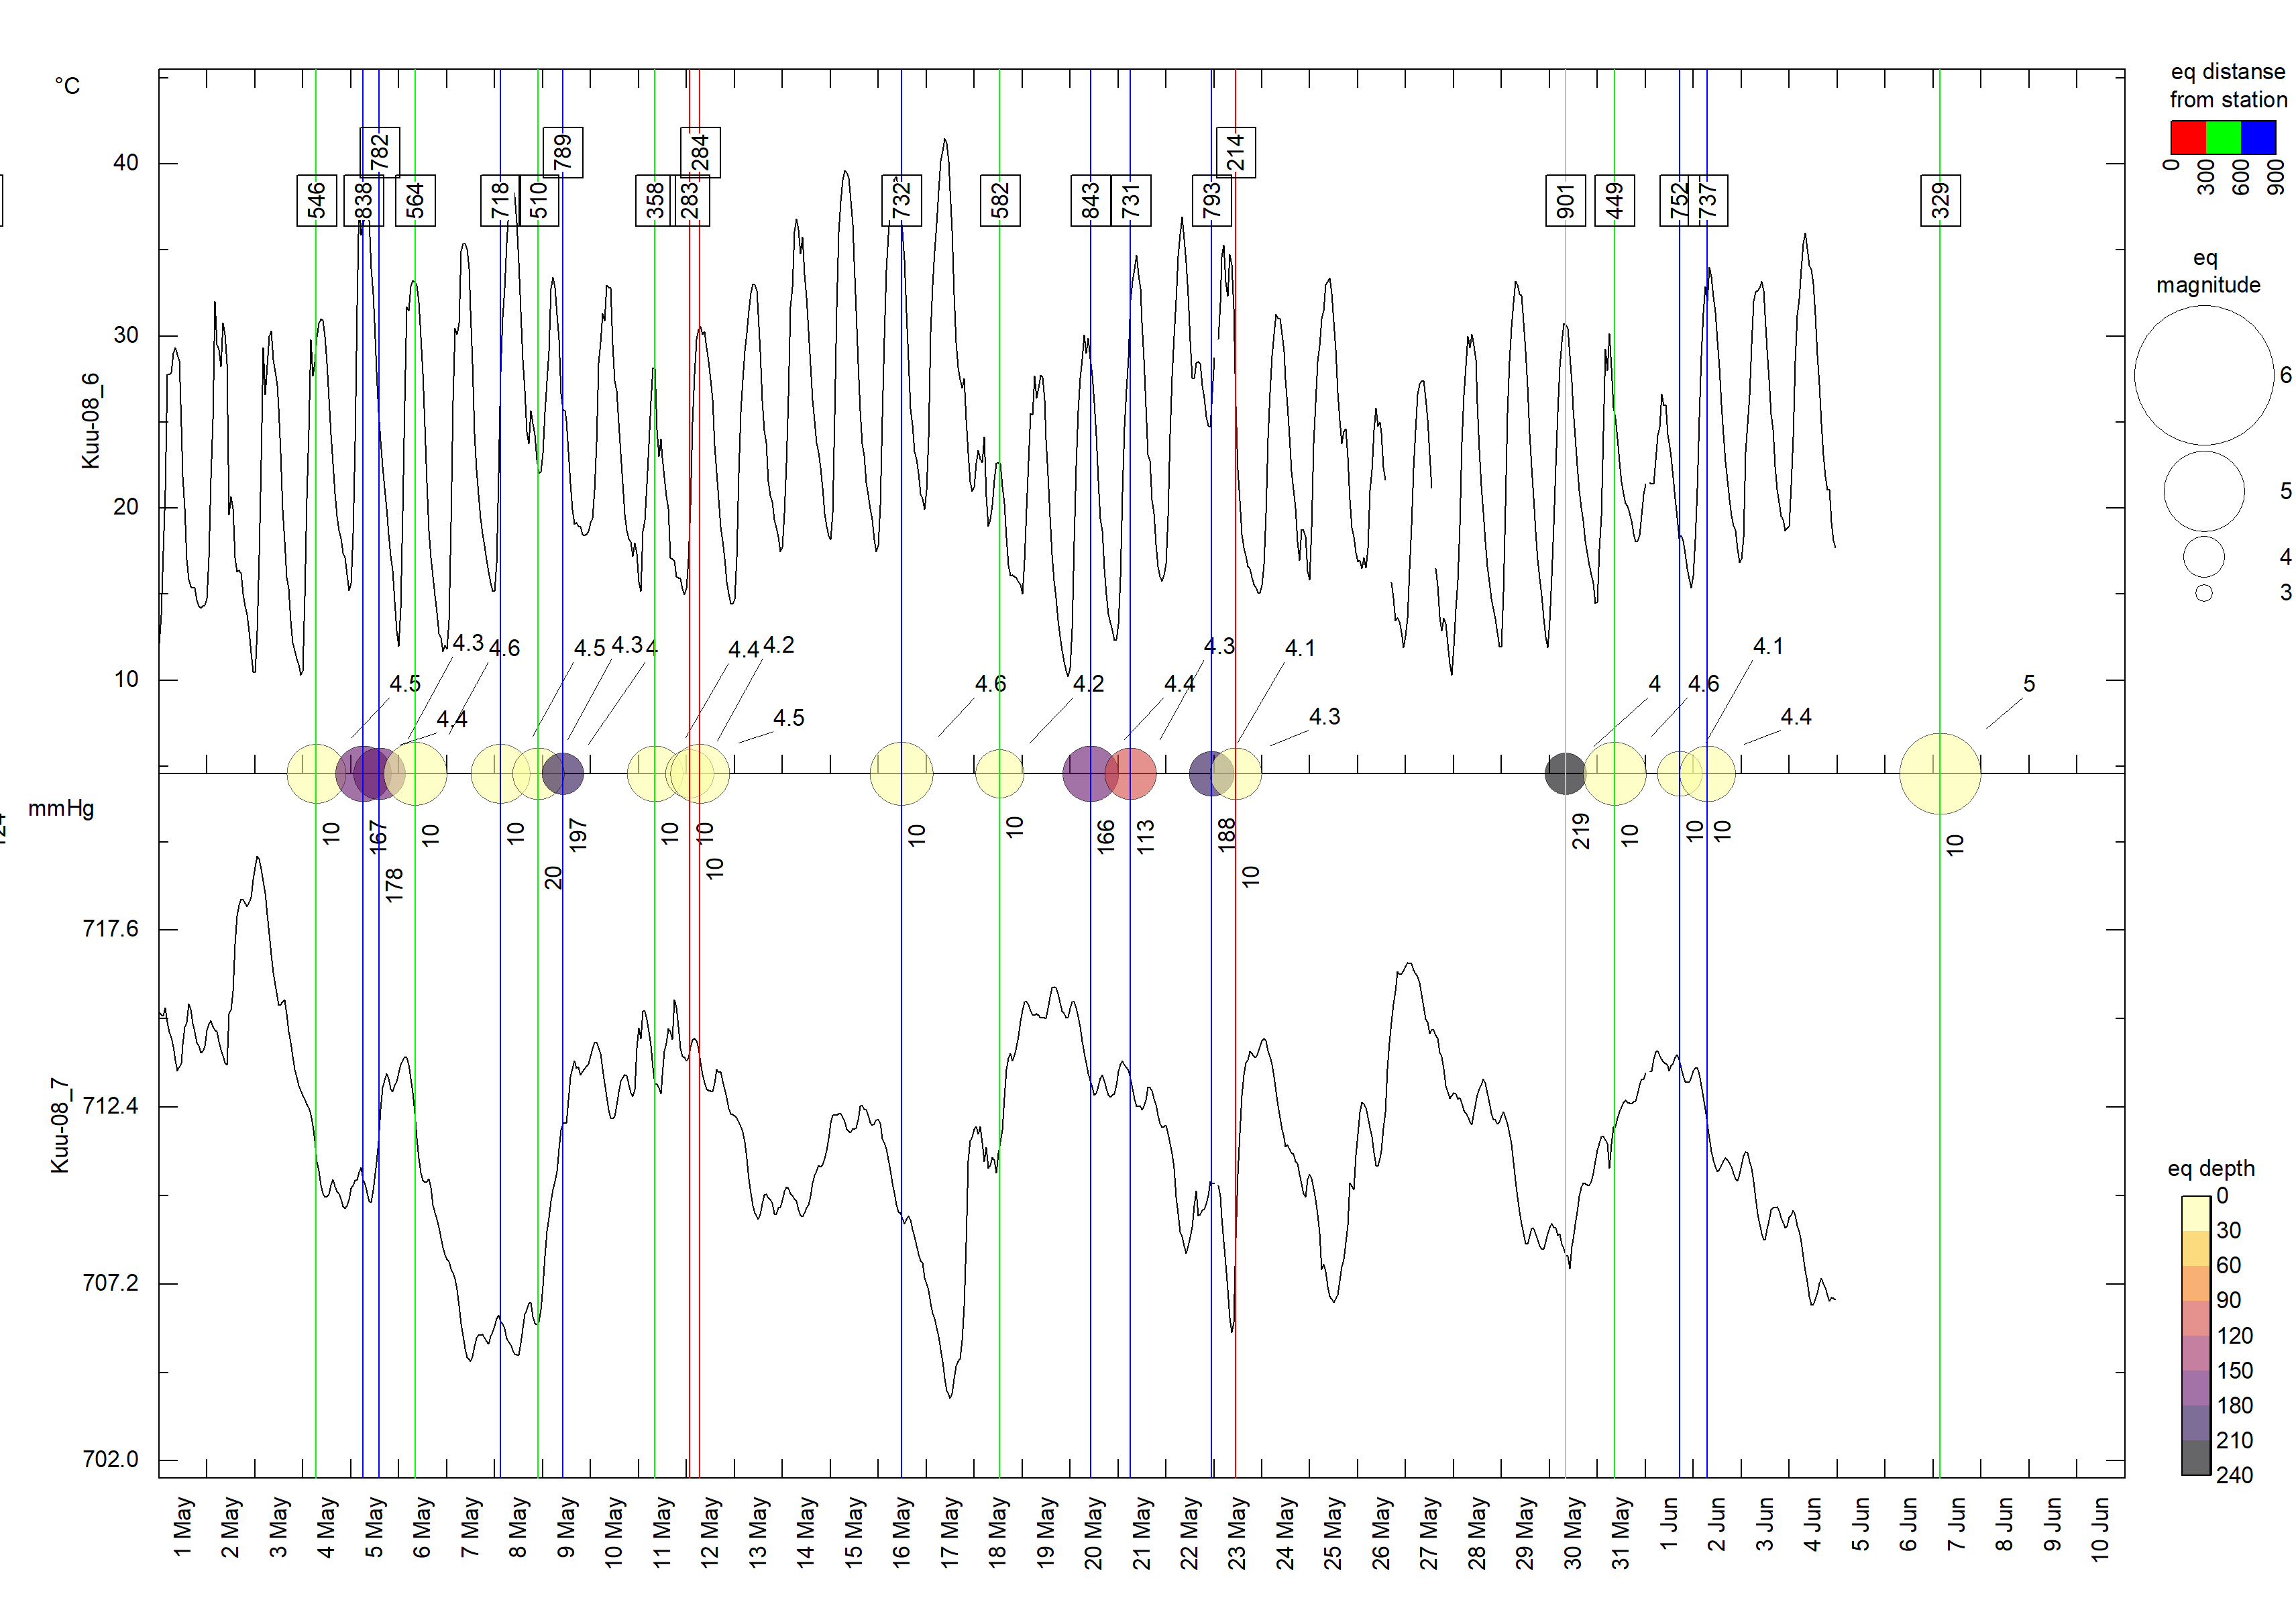 °C
eq distanse
from station
0 300 600 900
782 789 284 214
546 838 564 718 510 358 283 732 582 843 731 793 901 449 752 737 329
40
30
20
10
Kuu-08_6
eq
magnitude
6
5
4
3
4.3 4.6 4.5 4.3 4 4.4 4.2 4.3 4.1 4.1
4.5 4.6 4.2 4.4 4 4.6 5
4.4 4.5 4.3 4.4
mmHg
10 167 10 10 197 10 10 10 10 166 113 188 219 10 10 10 10
178 20 10 10
717.6
712.4
707.2
702.0
Kuu-08_7
eq depth
0
30
60
90
120
150
180
210
240
1 May 2 May 3 May 4 May 5 May 6 May 7 May 8 May 9 May 10 May 11 May 12 May 13 May 14 May 15 May 16 May 17 May 18 May 19 May 20 May 21 May 22 May 23 May 24 May 25 May 26 May 27 May 28 May 29 May 30 May 31 May 1 Jun 2 Jun 3 Jun 4 Jun 5 Jun 6 Jun 7 Jun 8 Jun 9 Jun 10 Jun